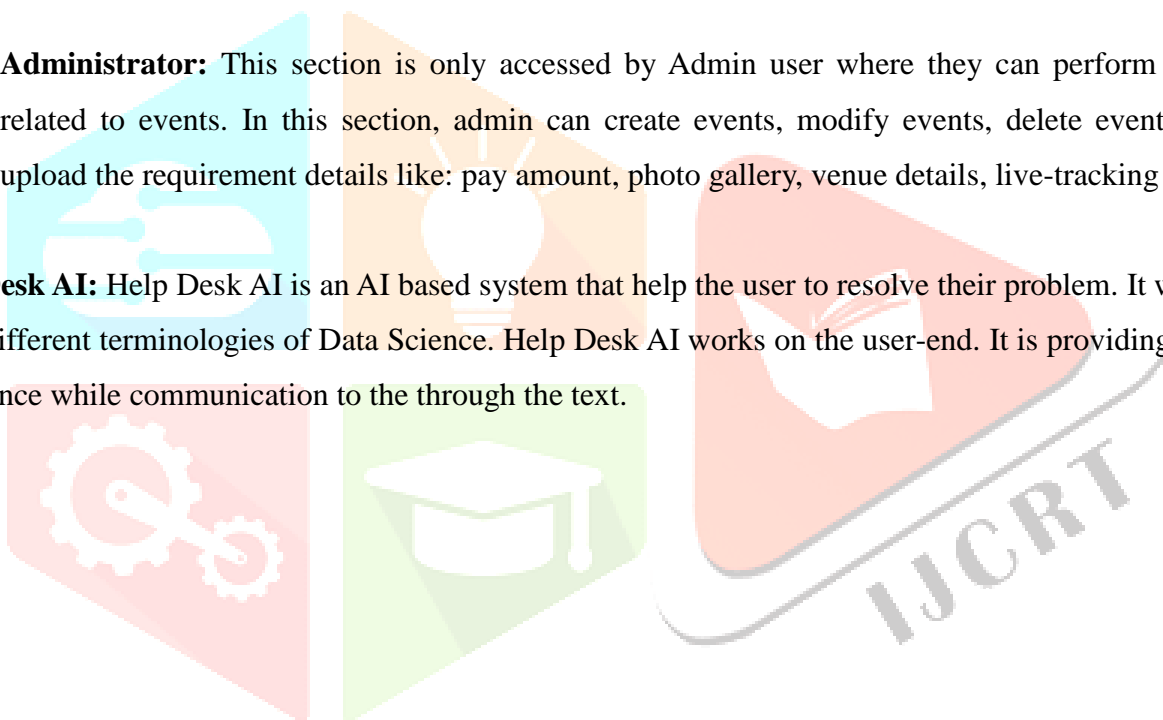 Administrator: This section is only accessed by Admin user where they can perform
related to events. In this section, admin can create events, modify events, delete event
upload the requirement details like: pay amount, photo gallery, venue details, live-tracking
esk AI: Help Desk AI is an AI based system that help the user to resolve their problem. It w
ifferent terminologies of Data Science. Help Desk AI works on the user-end. It is providing
nce while communication to the through the text.
IJCRT